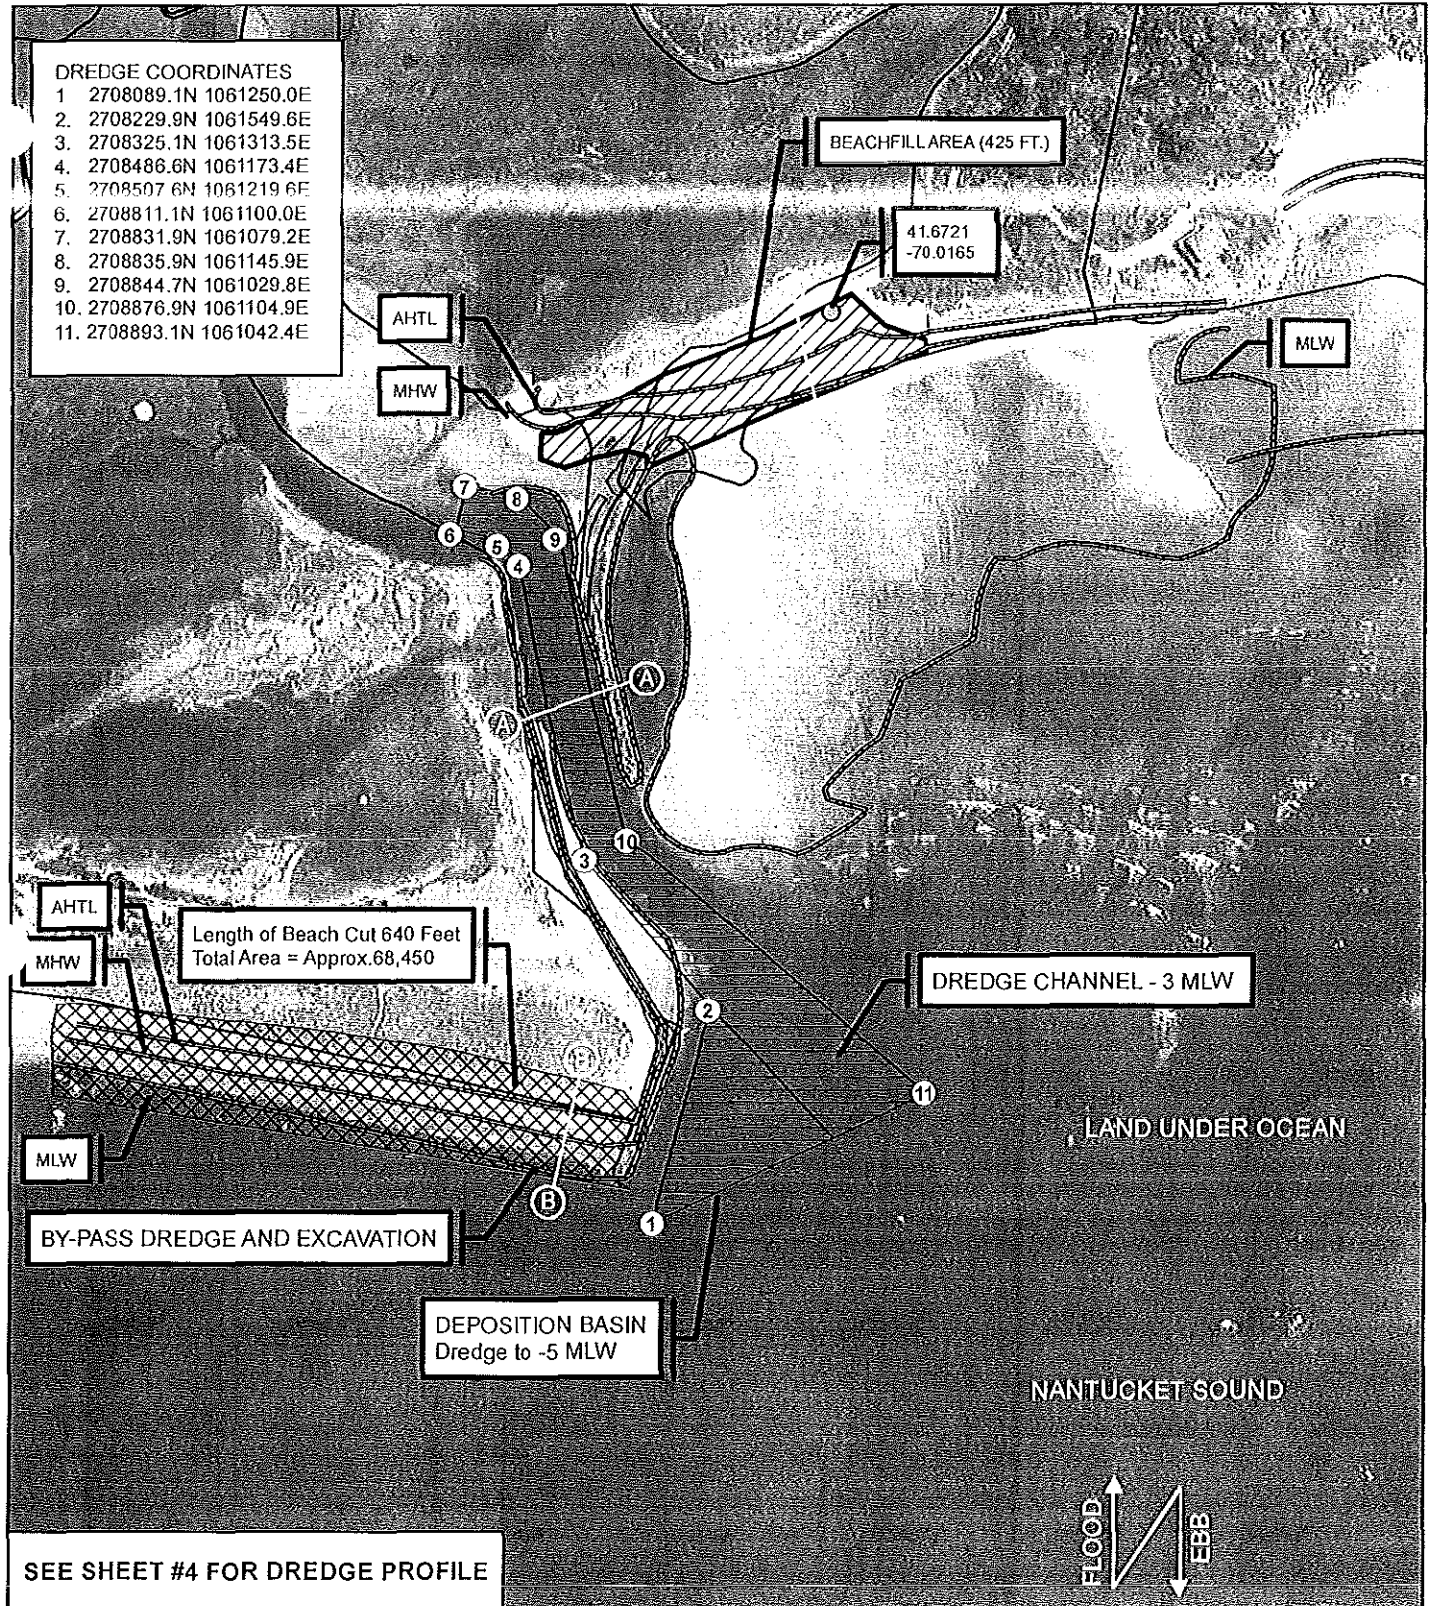 DREDGE COORDINATES
1 2708089.1N 1061250.0E
2. 2708229.9N 1061549.6E
3. 2708325.1N 1061313.5E
4. 2708486.6N 1061173.4E
5. 2708507.6N 1061219.6E
6. 2708811.1N 1061100.0E
7. 2708831.9N 1061079.2E
8. 2708835.9N 1061145.9E
9. 2708844.7N 1061029.8E
10. 2708876.9N 1061104.9E
11. 2708893.1N 1061042.4E
BEACHFILL AREA (425 FT.)
41.6721
-70.0165
AHTL
MHW
MLW
7
8
6
5
9
4
A
A
10
3
AHTL
MHW
Length of Beach Cut 640 Feet
Total Area = Approx.68,450
DREDGE CHANNEL - 3 MLW
2
B
11
LAND UNDER OCEAN
MLW
B
1
BY-PASS DREDGE AND EXCAVATION
DEPOSITION BASIN
Dredge to -5 MLW
NANTUCKET SOUND
FLOOD
EBB
SEE SHEET #4 FOR DREDGE PROFILE